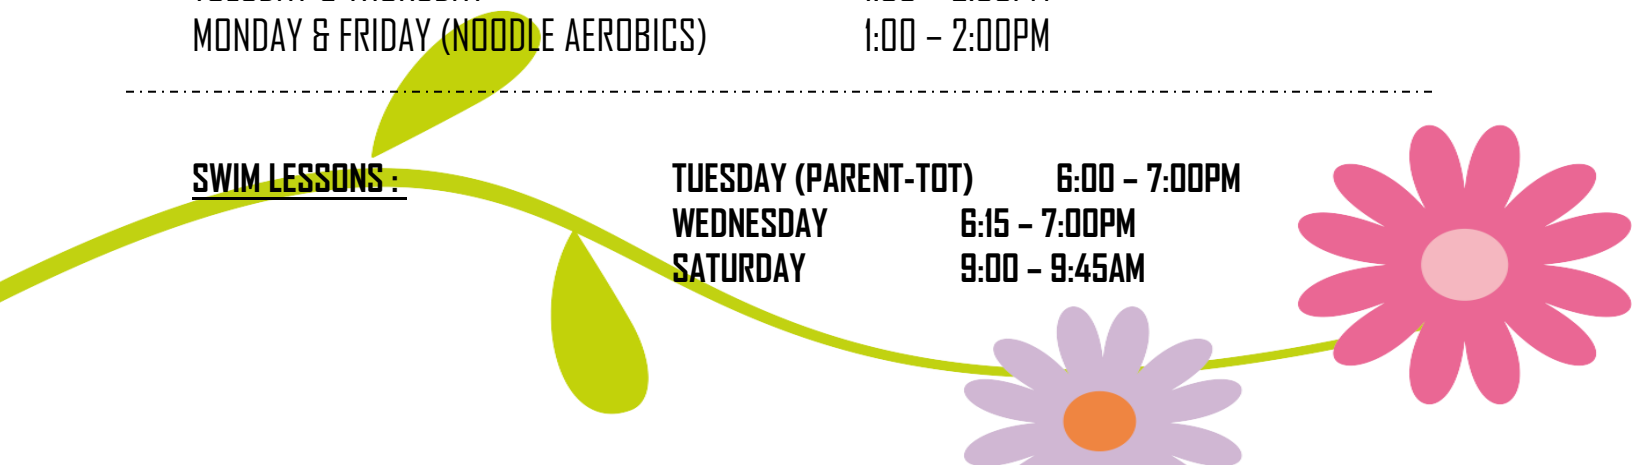 MONDAY & FRIDAY (NOODLE AEROBICS) 1:00 – 2:00PM
SWIM LESSONS : TUESDAY (PARENT-TOT) 6:00 – 7:00PM
WEDNESDAY 6:15 – 7:00PM
SATURDAY 9:00 – 9:45AM